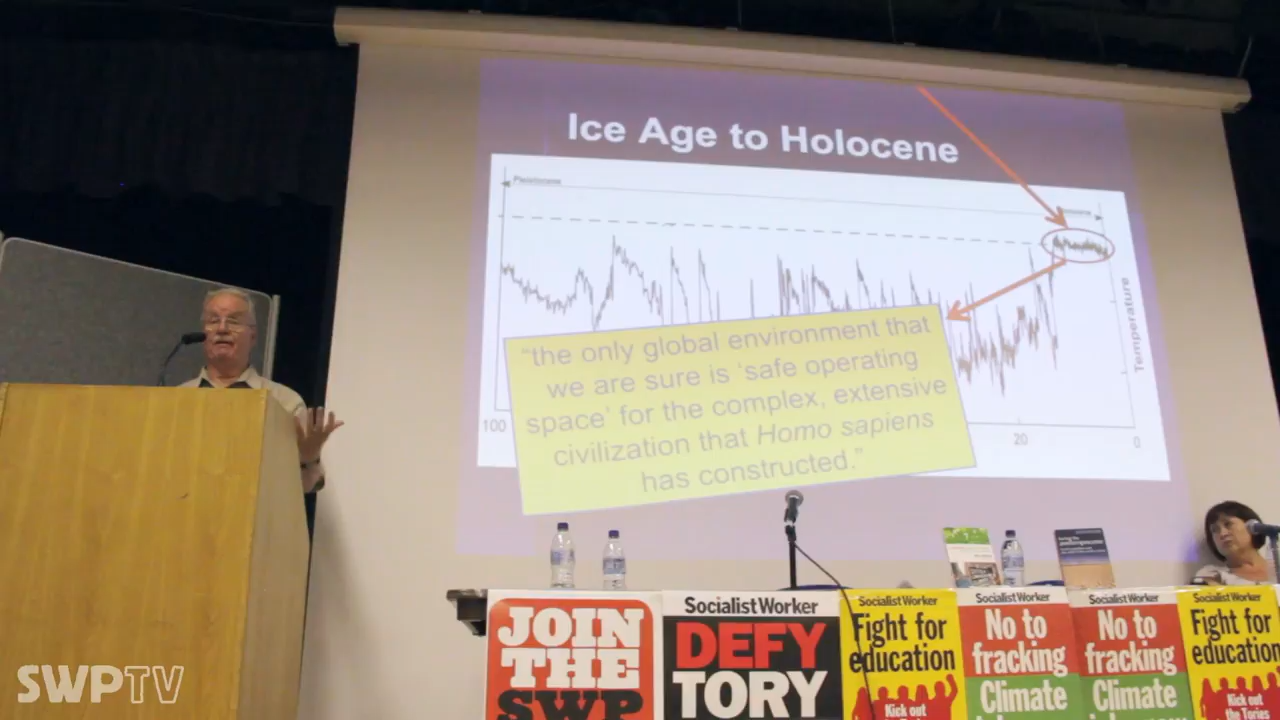 Ice Age to Holocene
Pleistocene
Temperature
100
20
0
“the only global environment that
we are sure is ‘safe operating
space’ for the complex, extensive
civilization that Homo sapiens
has constructed.”
JOIN
THE
SWP
Socialist Worker
DEFY
TORY
Socialist Worker
Fight for
education
Kick out
Socialist Worker
No to
fracking
Climate
Socialist Worker
No to
fracking
Climate
Socialist Worker
Fight for
education
Kick out
the Tories
SWPTV